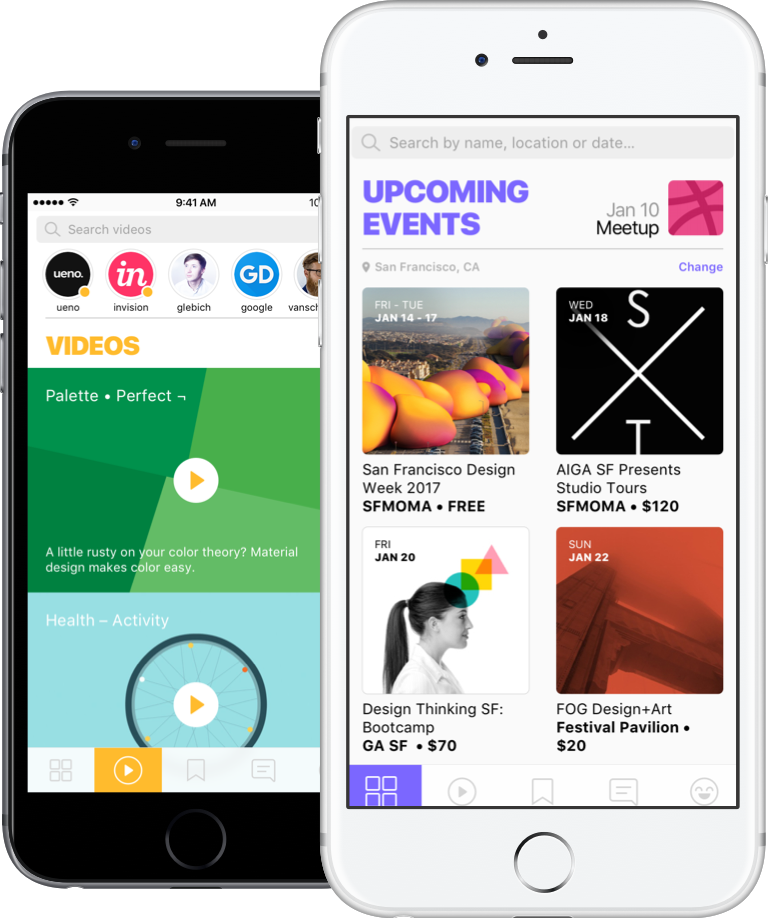 9:41 AM
10
Search videos
ueno.
in
GD
ueno
invision
glebich
google
vansch
VIDEOS
Palette • Perfect ¬
A little rusty on your color theory? Material
design makes color easy.
Health – Activity
Search by name, location or date...
UPCOMING
EVENTS
Jan 10
Meetup
San Francisco, CA
Change
FRI - TUE
JAN 14 - 17
San Francisco Design
Week 2017
SFMOMA • FREE
WED
JAN 18
S
T
AIGA SF Presents
Studio Tours
SFMOMA • $120
FRI
JAN 20
Design Thinking SF:
Bootcamp
GA SF • $70
SUN
JAN 22
FOG Design+Art
Festival Pavilion •
$20